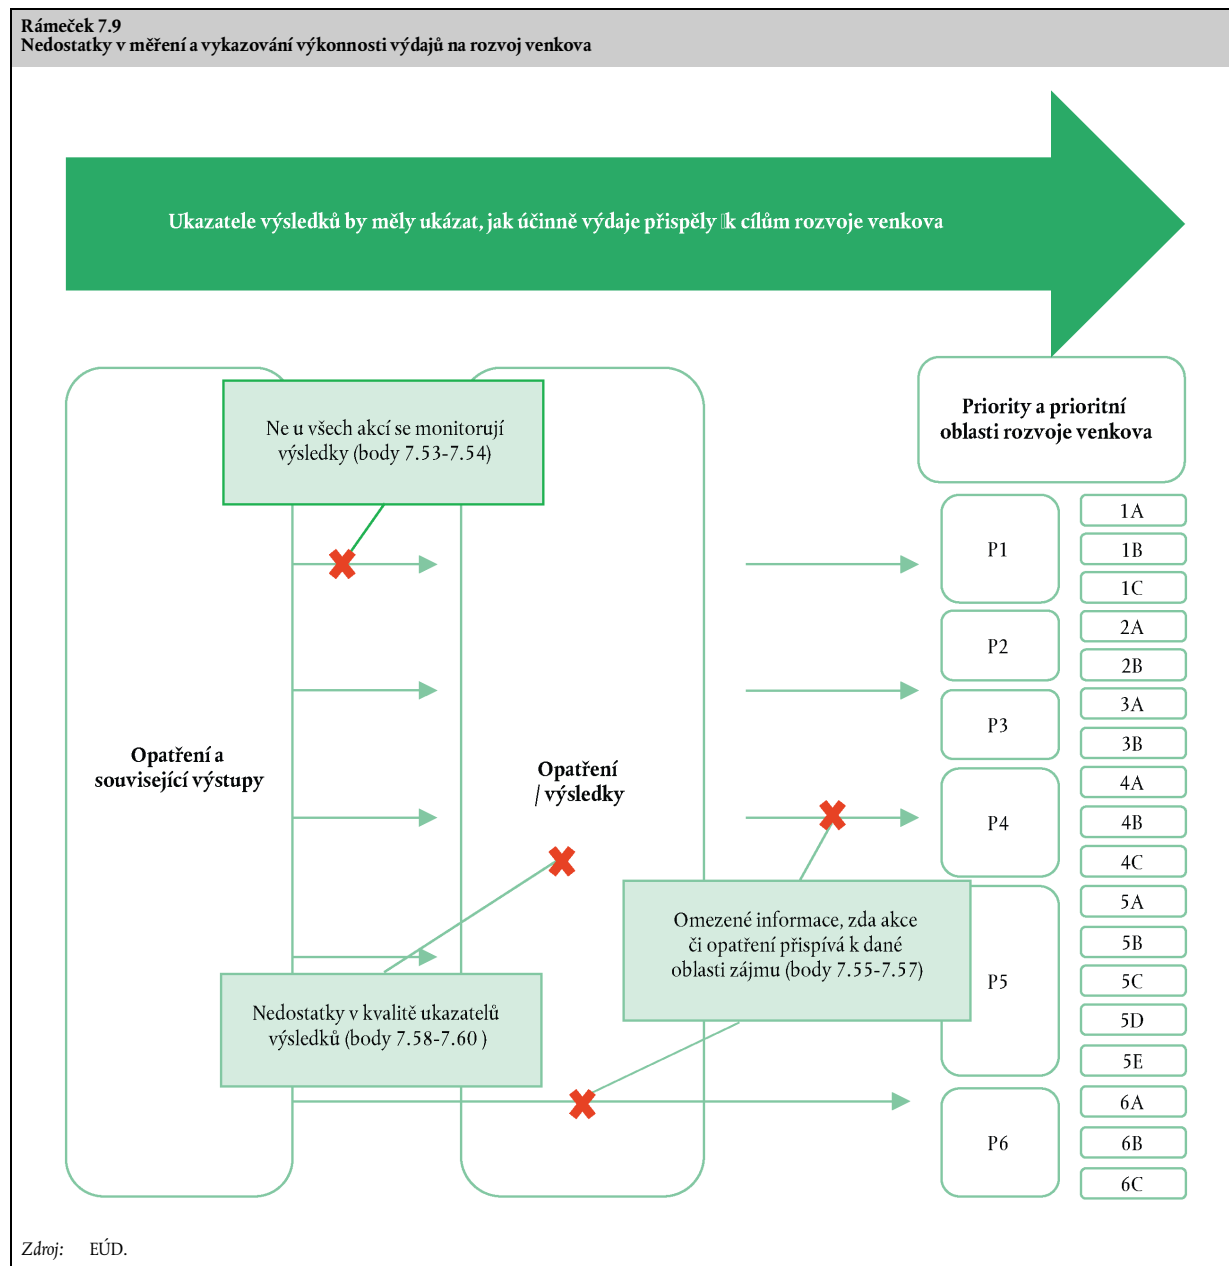 Rámeček 7.9
Nedostatky v měření a vykazování výkonnosti výdajů na rozvoj venkova
Ukazatele výsledků by měly ukázat, jak účinně výdaje přispěly k cílům rozvoje venkova
Ne u všech akcí se monitorují
výsledky (body 7.53-7.54)
Priority a prioritní
oblasti rozvoje venkova
P1
1A
1B
1C
P2
2A
2B
P3
3A
3B
Opatření a
související výstupy
Opatření
/ výsledky
P4
4A
4B
4C
Omezené informace, zda akce
či opatření přispívá k dané
oblasti zájmu (body 7.55-7.57)
P5
5A
5B
5C
5D
5E
Nedostatky v kvalitě ukazatelů
výsledků (body 7.58-7.60 )
P6
6A
6B
6C
Zdroj: EÚD.